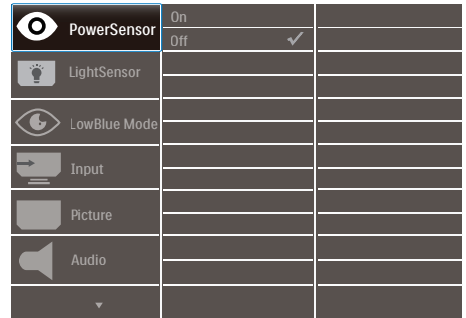 PowerSensor
On
Off
LightSensor
LowBlue Mode
Input
Picture
Audio